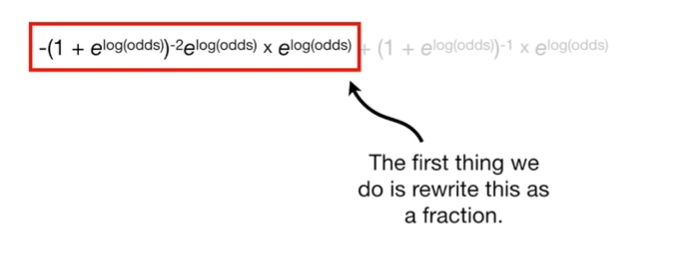 -(1 + e^log(odds))^-2 e^log(odds) x e^log(odds) + (1 + e^log(odds))^-1 x e^log(odds)
The first thing we
do is rewrite this as
a fraction.